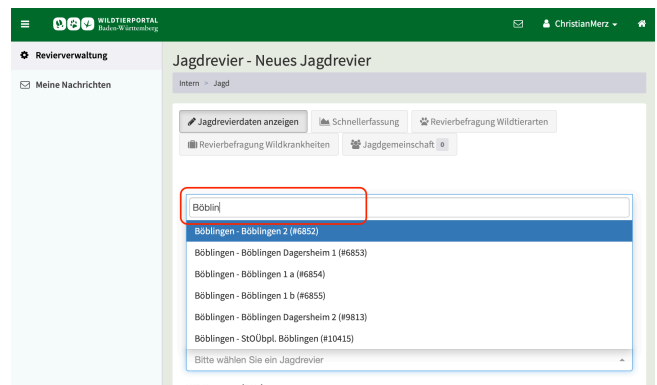 WILDTIERPORTAL
Baden-Württemberg
ChristianMerz
Revierverwaltung
Meine Nachrichten
Jagdrevier - Neues Jagdrevier
Intern > Jagd
Jagdrevierdaten anzeigen
Schnellerfassung
Revierbefragung Wildtierarten
Revierbefragung Wildkrankheiten
Jagdgemeinschaft 0
Böblin
Böblingen - Böblingen 2 (#6852)
Böblingen - Böblingen Dagersheim 1 (#6853)
Böblingen - Böblingen 1 a (#6854)
Böblingen - Böblingen 1 b (#6855)
Böblingen - Böblingen Dagersheim 2 (#9813)
Böblingen - StOÜbpl. Böblingen (#10415)
Bitte wählen Sie ein Jagdrevier